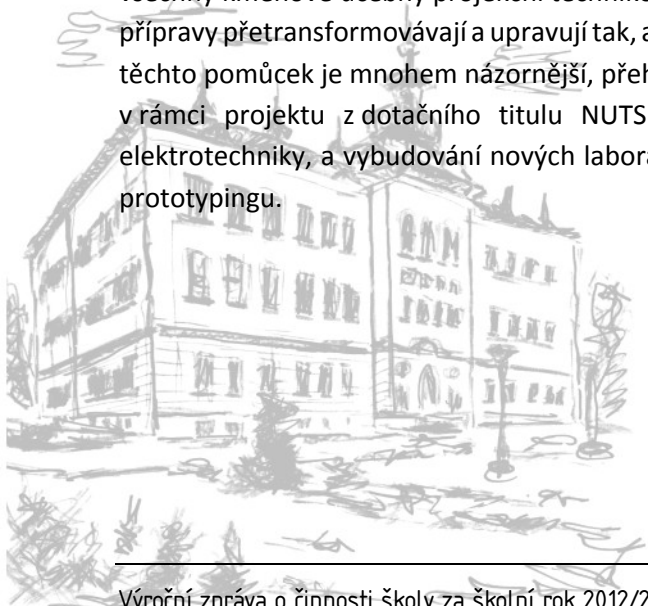 přípravy přetransformovávají a upravují tak, a
těchto pomůcek je mnohem názornější, přeh
v rámci projektu z dotačního titulu NUTS
elektrotechniky, a vybudování nových labora
prototypingu.
Výroční zpráva o činnosti školy za školní rok 2012/2